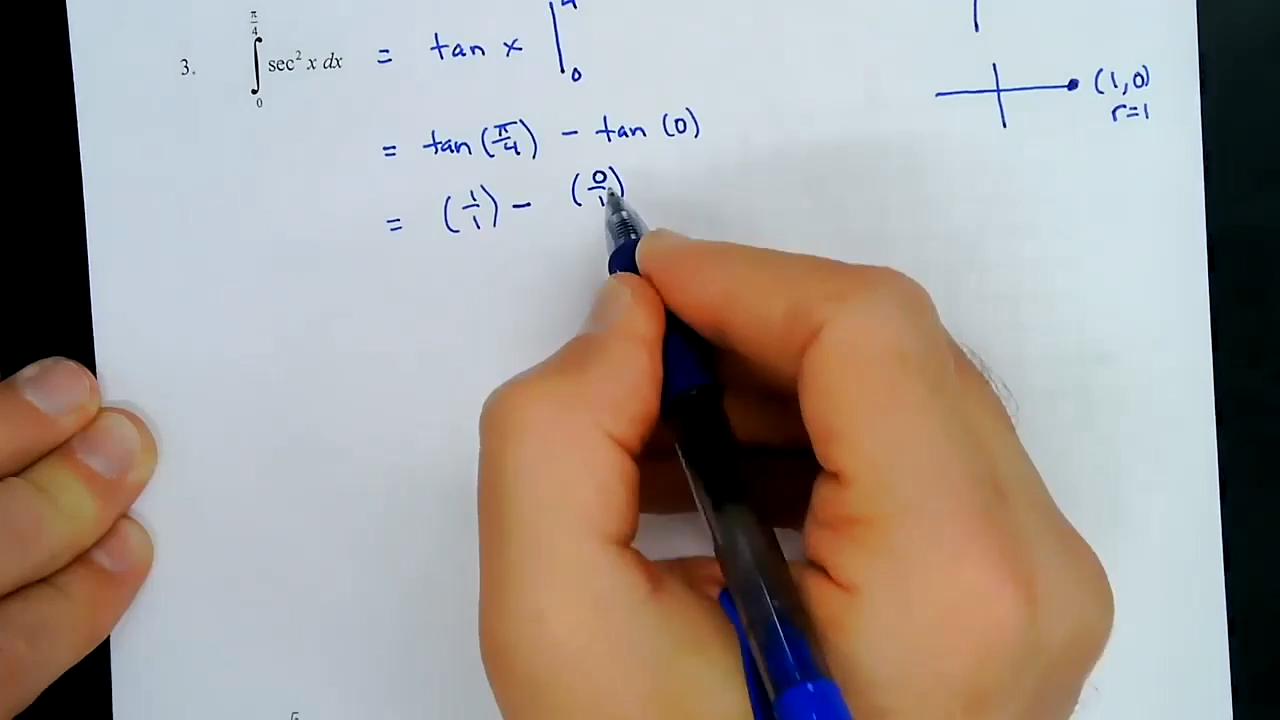 3. ∫ π/4 0 sec² x dx = tan x | 0
(1,0)
r=1
= tan(π/4) − tan(0)
= (1/1) − (0/1)